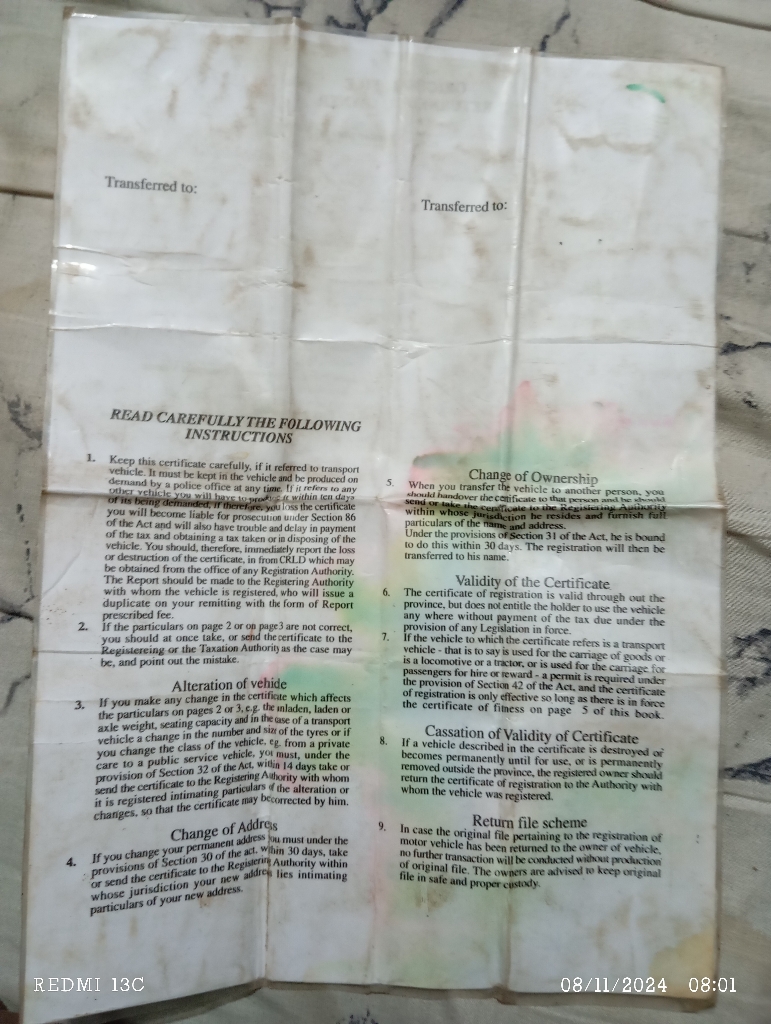 Transferred to:
Transferred to:
READ CAREFULLY THE FOLLOWING
INSTRUCTIONS
1. Keep this certificate carefully, if it referred to transport
vehicle. It must be kept in the vehicle and be produced on
demand by a police office at any time. If it refers to any
other vehicle you will have to produce it within ten days
of its being demanded, if therefore, you loss the certificate
you will become liable for prosecution under Section 86
of the Act and will also have trouble and delay in payment
of the tax and obtaining a tax taken or in disposing of the
vehicle. You should, therefore, immediately report the loss
or destruction of the certificate, in from CRLD which may
be obtained from the office of any Registration Authority.
The Report should be made to the Registering Authority
with whom the vehicle is registered, who will issue a
duplicate on your remitting with the form of Report
prescribed fee.
2. If the particulars on page 2 or on page3 are not correct,
you should at once take, or send the certificate to the
Registereing or the Taxation Authority as the case may
be, and point out the mistake.
Alteration of vehide
3. If you make any change in the certificate which affects
the particulars on pages 2 or 3, e.g. the mladen, laden or
axle weight, seating capacity and in the case of a transport
vehicle a change in the number and size of the tyres or if
you change the class of the vehicle, eg. from a private
care to a public service vehicle, you must, under the
provision of Section 32 of the Act, within 14 days take or
send the certificate to the Registering Authority with whom
it is registered intimating particulars of the alteration or
changes, so that the certificate may be corrected by him.
Change of Address
4. If you change your permanent address you must under the
provisions of Section 30 of the act. within 30 days, take
or send the certificate to the Registering Authority within
whose jurisdiction your new address lies intimating
particulars of your new address.
Change of Ownership
5. When you transfer the vehicle to another person, you
should handover the certificate to that person and he should
send or take the certificate to the Registering Authority
within whose jurisdiction he resides and furnish full
particulars of the name and address.
Under the provisions of Section 31 of the Act, he is bound
to do this within 30 days. The registration will then be
transferred to his name.
Validity of the Certificate
6. The certificate of registration is valid through out the
province, but does not entitle the holder to use the vehicle
any where without payment of the tax due under the
provision of any Legislation in force.
7. If the vehicle to which the certificate refers is a transport
vehicle - that is to say is used for the carriage of goods or
is a locomotive or a tractor, or is used for the carriage for
passengers for hire or reward - a permit is required under
the provision of Section 42 of the Act, and the certificate
of registration is only effective so long as there is in force
the certificate of fitness on page 5 of this book.
Cassation of Validity of Certificate
8. If a vehicle described in the certificate is destroyed or
becomes permanently until for use, or is permanently
removed outside the province, the registered owner should
return the certificate of registration to the Authority with
whom the vehicle was registered.
Return file scheme
9. In case the original file pertaining to the registration of
motor vehicle has been returned to the owner of vehicle,
no further transaction will be conducted without production
of original file. The owners are advised to keep original
file in safe and proper custody.
REDMI 13C
08/11/2024 08:01